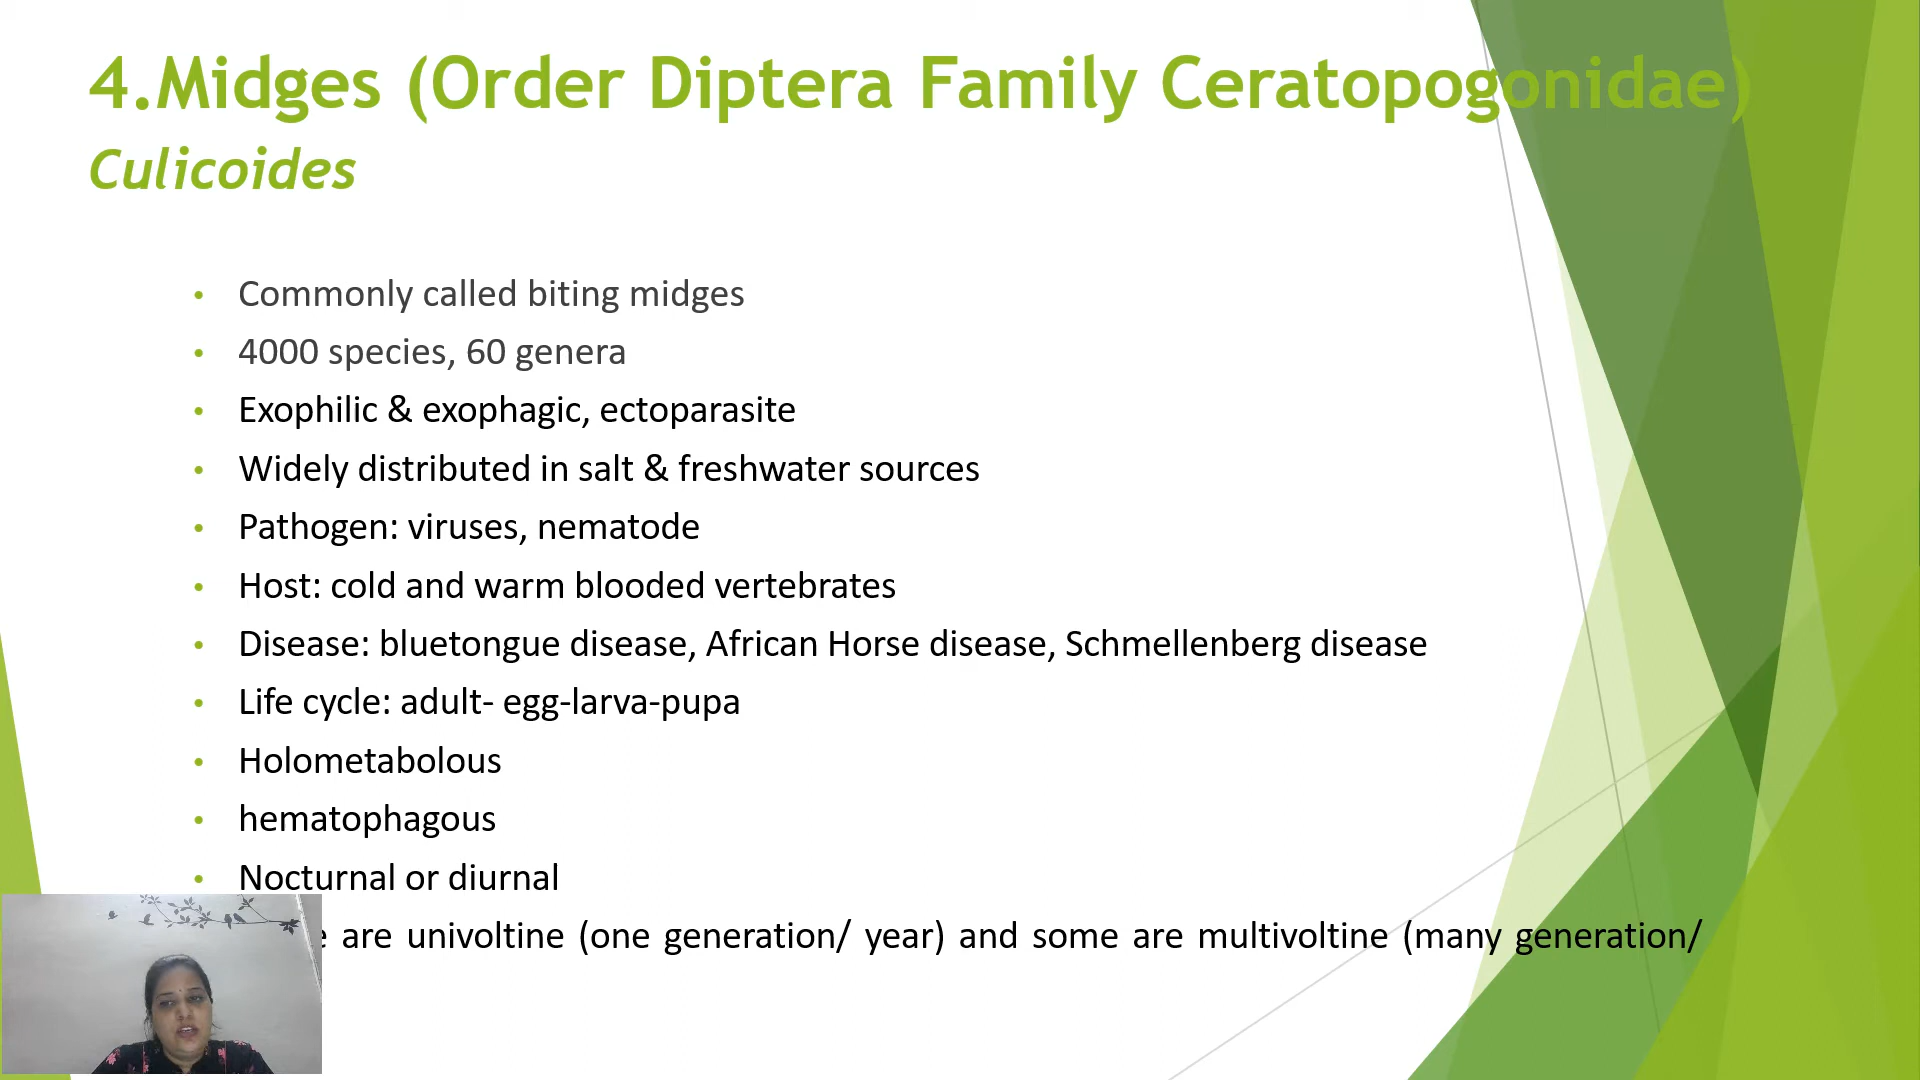 4.Midges (Order Diptera Family Ceratopogonidae)
Culicoides
• Commonly called biting midges
• 4000 species, 60 genera
• Exophilic & exophagic, ectoparasite
• Widely distributed in salt & freshwater sources
• Pathogen: viruses, nematode
• Host: cold and warm blooded vertebrates
• Disease: bluetongue disease, African Horse disease, Schmellenberg disease
• Life cycle: adult- egg-larva-pupa
• Holometabolous
• hematophagous
• Nocturnal or diurnal
are univoltine (one generation/ year) and some are multivoltine (many generation/